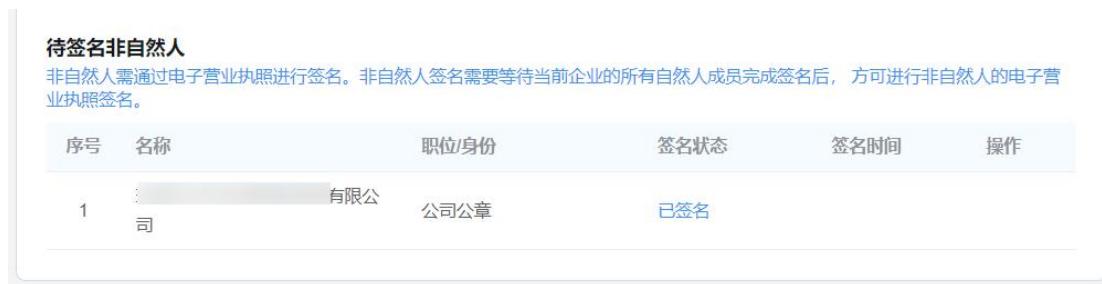 待签名非自然人
非自然人需通过电子营业执照进行签名。非自然人签名需要等待当前企业的所有自然人成员完成签名后， 方可进行非自然人的电子营
业执照签名。
序号 名称 职位/身份 签名状态 签名时间 操作
1 有限公 公司公章 已签名
司